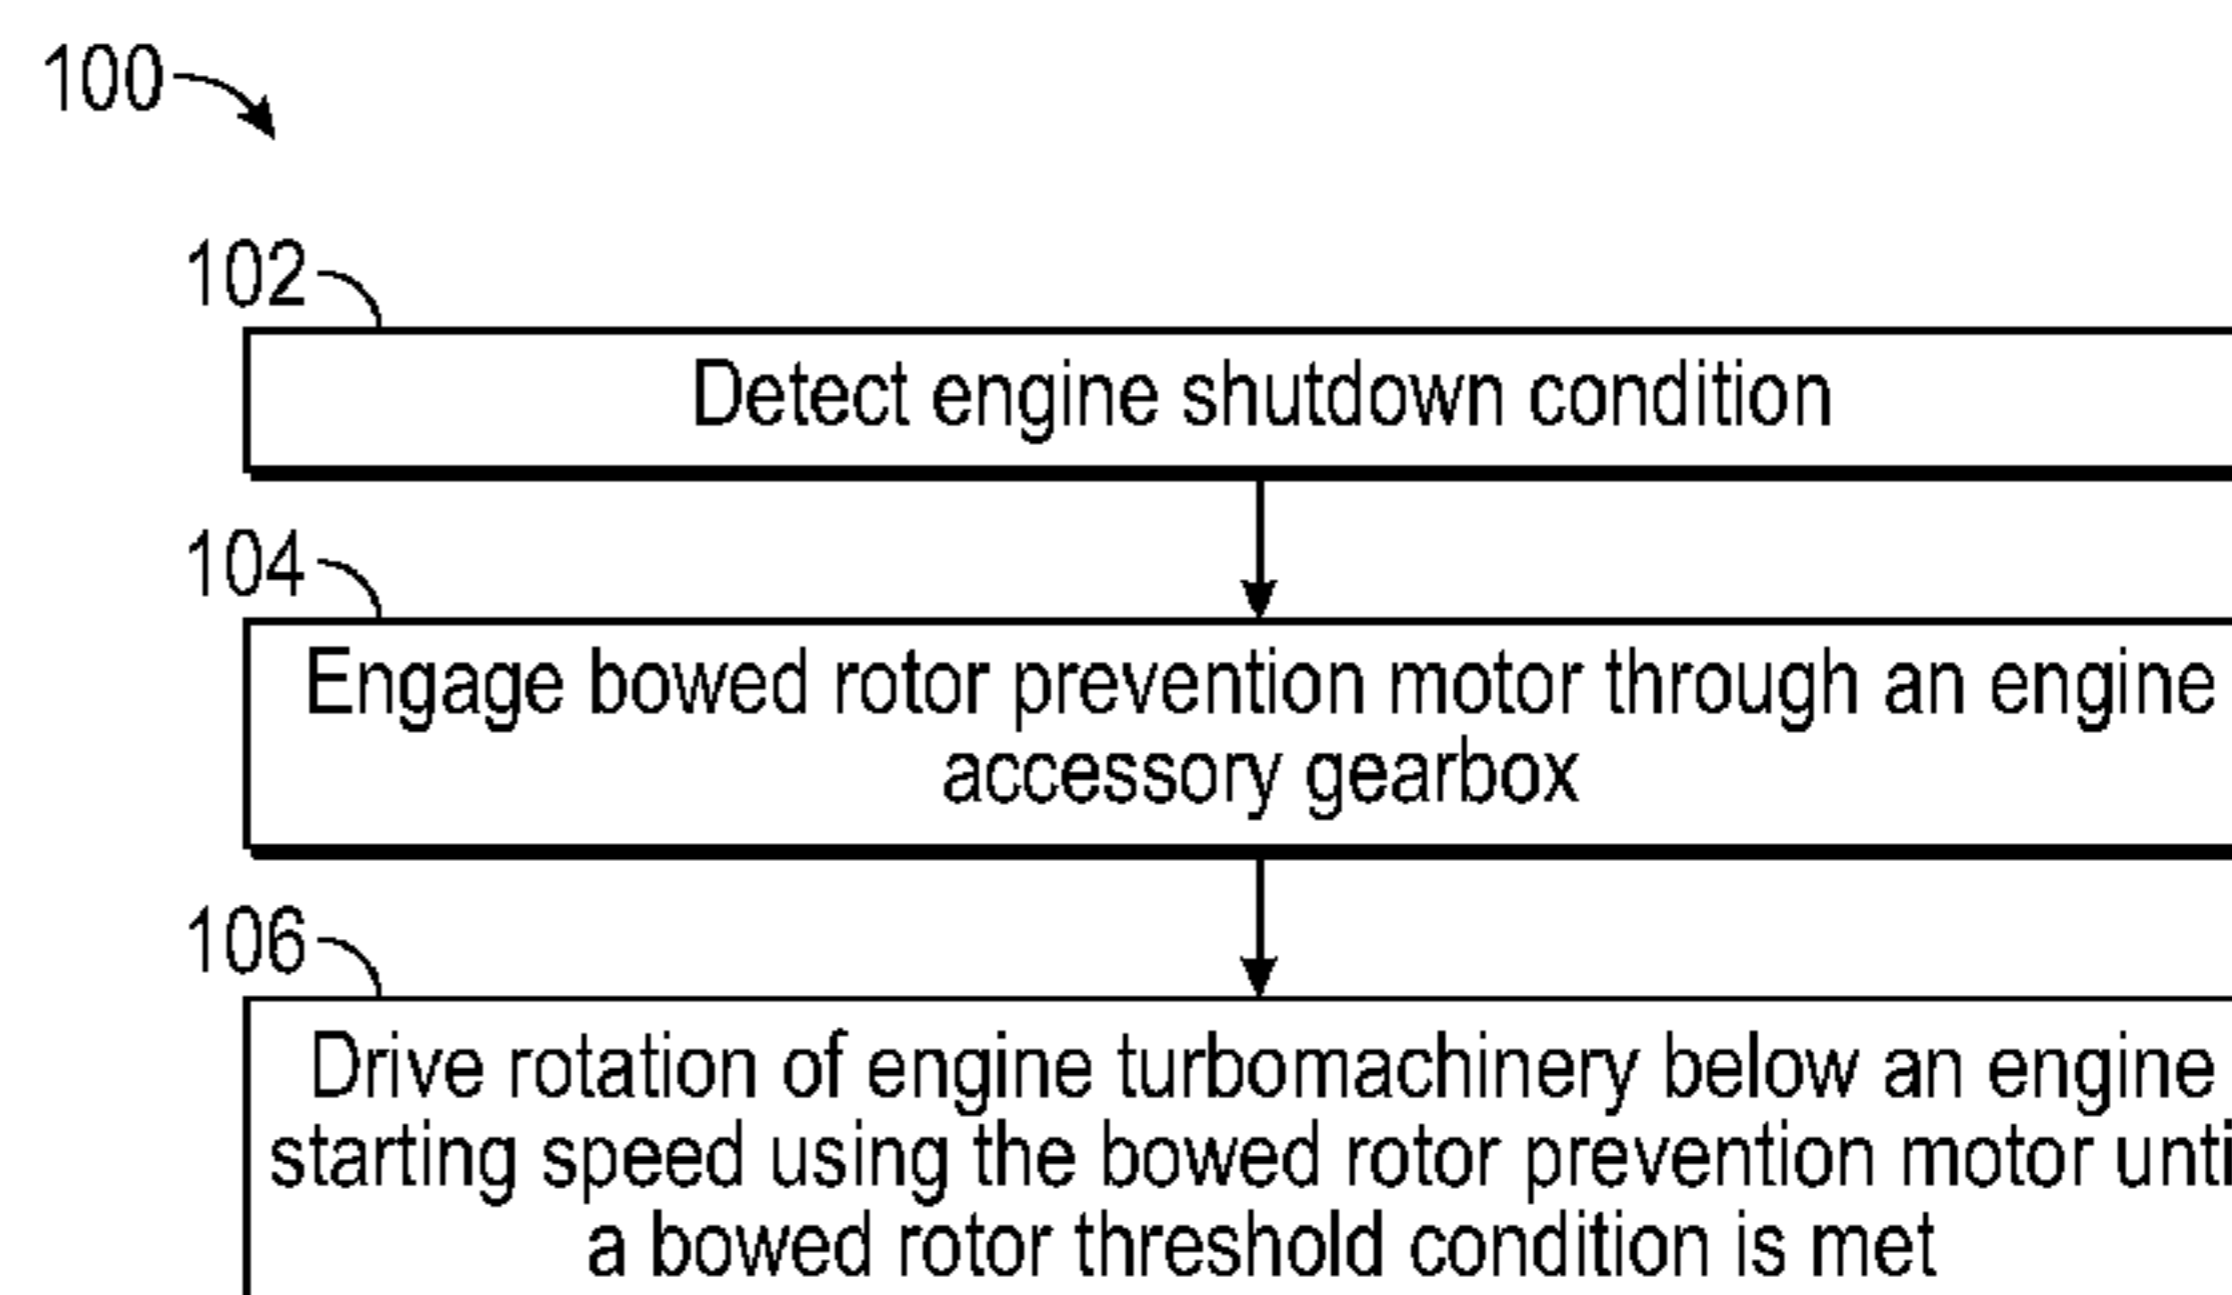 100
102
Detect engine shutdown condition
104
Engage bowed rotor prevention motor through an engine
accessory gearbox
106
Drive rotation of engine turbomachinery below an engine
starting speed using the bowed rotor prevention motor unti
a bowed rotor threshold condition is met